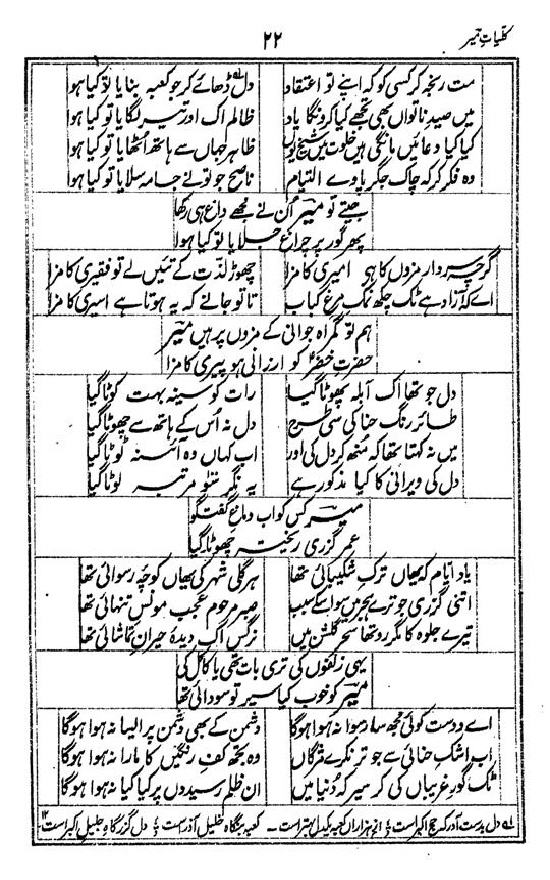 کلیاتِ میر
۲۲
مت رنجہ کر کسی کو کہ اپنے تو اعتقاد دل ڈھائے کر جو کعبہ بنایا تو کیا ہوا
میں صیدِ ناتواں بھی تجھے کیا کروں گا یاد ظالم اک اور تیر لگایا تو کیا ہوا
کیا کیا دعائیں مانگی ہیں خلوت میں شیخ یوں ظاہر جہاں سے ہاتھ اٹھایا تو کیا ہوا
وہ فکر کر کہ چاک جگر پاوے التیام ناصح جو تونے جامہ سلایا تو کیا ہوا
جیتے تو میر اُن نے مجھے داغ ہی رکھا
پھر گور پر چراغ جلایا تو کیا ہوا
گرچہ سردار مزوں کا ہی امیری کا مزا چھوڑ لذت کے تئیں لے تو فقیری کا مزا
اے کہ آزاد ہے ٹک چکھ نمک مرغ کباب تا تو جانے کہ یہ ہوتا ہے اسیری کا مزا
ہم تو گمراہ جوانی کے مزوں پر ہیں میر
حضرتِ خضرؑ کو ارزانی ہو پیری کا مزا
دل جو تھا اک آبلہ پھوٹا گیا رات کو سینہ بہت کوٹا گیا
طائرِ رنگِ حنا کی سی طرح دل نہ اُس کے ہاتھ سے چھوٹا گیا
میں نہ کہتا تھا کہ منھ کر دل کی اور اب کہاں وہ آئنہ ٹوٹا گیا
دل کی ویرانی کا کیا مذکور ہے یہ نگر سَو مرتبہ لوٹا گیا
میر کس کو اب دماغِ گفتگو
عمر گزری ریختہ چھوٹا گیا
یاد ایام کہ یہاں ترکِ شکیبائی تھا ہر گلی شہر کی یہاں کوچۂ رسوائی تھا
اتنی گزری جو ترے ہجر میں سو اس کے سبب صبرِ مرحوم عجب مونسِ تنہائی تھا
تیرے جلوہ کا مگر رو تھا سحر گلشن میں نرگس اک دیدۂ حیرانِ تماشائی تھا
یہی زلفوں کی تری بات تھی یا کاکل کی
میر کو خوب کیا سیر تو سودائی تھا
اے دوست کوئی مجھ سا رسوا نہ ہوا ہوگا دشمن کے بھی دشمن پر ایسا نہ ہوا ہوگا
اب اشکِ حنائی سے جو تر نہ کرے مژگاں وہ تجھ کفِ رنگیں کا مارا نہ ہوا ہوگا
ٹک گورِ غریباں کی کر سیر کہ دُنیا میں ان ظلم رسیدوں پر کیا کیا نہ ہوا ہوگا
لے دل بدست آور کہ حجِ اکبر است ؛ از ہزاراں کعبہ یک دل بہتر است ۔ کعبہ بنگاہِ خلیلِ آذر ست ؛ دل گزرگاہِ جلیلِ اکبر است ۱۲